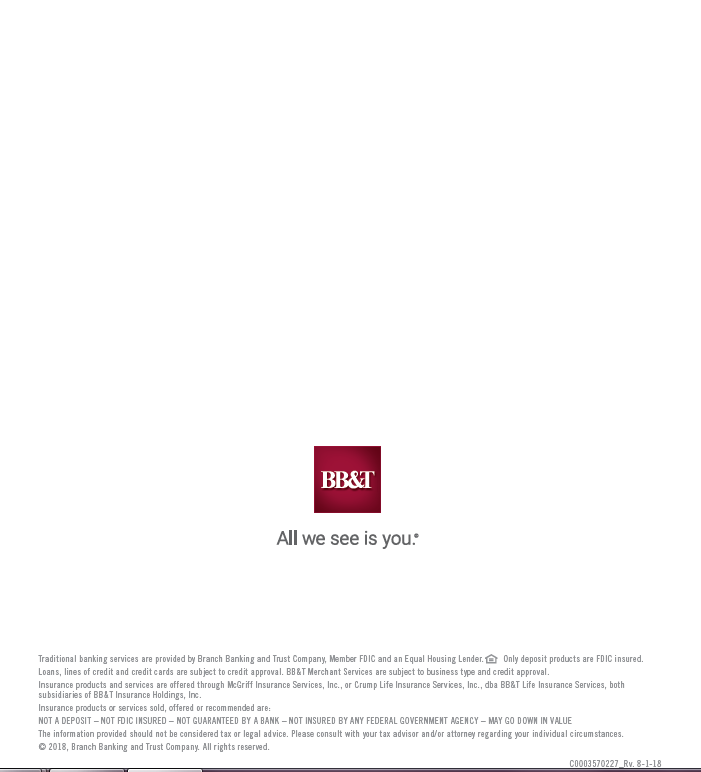 BB&T
All we see is you.®
Traditional banking services are provided by Branch Banking and Trust Company, Member FDIC and an Equal Housing Lender. Only deposit products are FDIC insured.
Loans, lines of credit and credit cards are subject to credit approval. BB&T Merchant Services are subject to business type and credit approval.
Insurance products and services are offered through McGriff Insurance Services, Inc., or Crump Life Insurance Services, Inc., dba BB&T Life Insurance Services, both
subsidiaries of BB&T Insurance Holdings, Inc.
Insurance products or services sold, offered or recommended are:
NOT A DEPOSIT – NOT FDIC INSURED – NOT GUARANTEED BY A BANK – NOT INSURED BY ANY FEDERAL GOVERNMENT AGENCY – MAY GO DOWN IN VALUE
The information provided should not be considered tax or legal advice. Please consult with your tax advisor and/or attorney regarding your individual circumstances.
© 2018, Branch Banking and Trust Company. All rights reserved.
C0003570227_Rv. 8-1-18